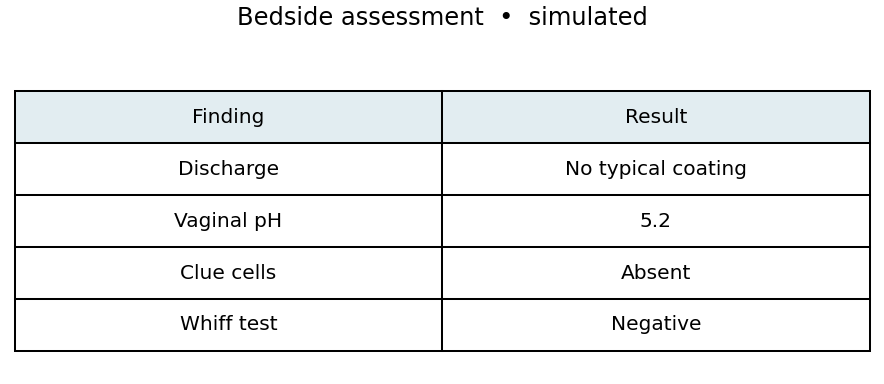 Bedside assessment • simulated
Finding Result
Discharge No typical coating
Vaginal pH 5.2
Clue cells Absent
Whiff test Negative